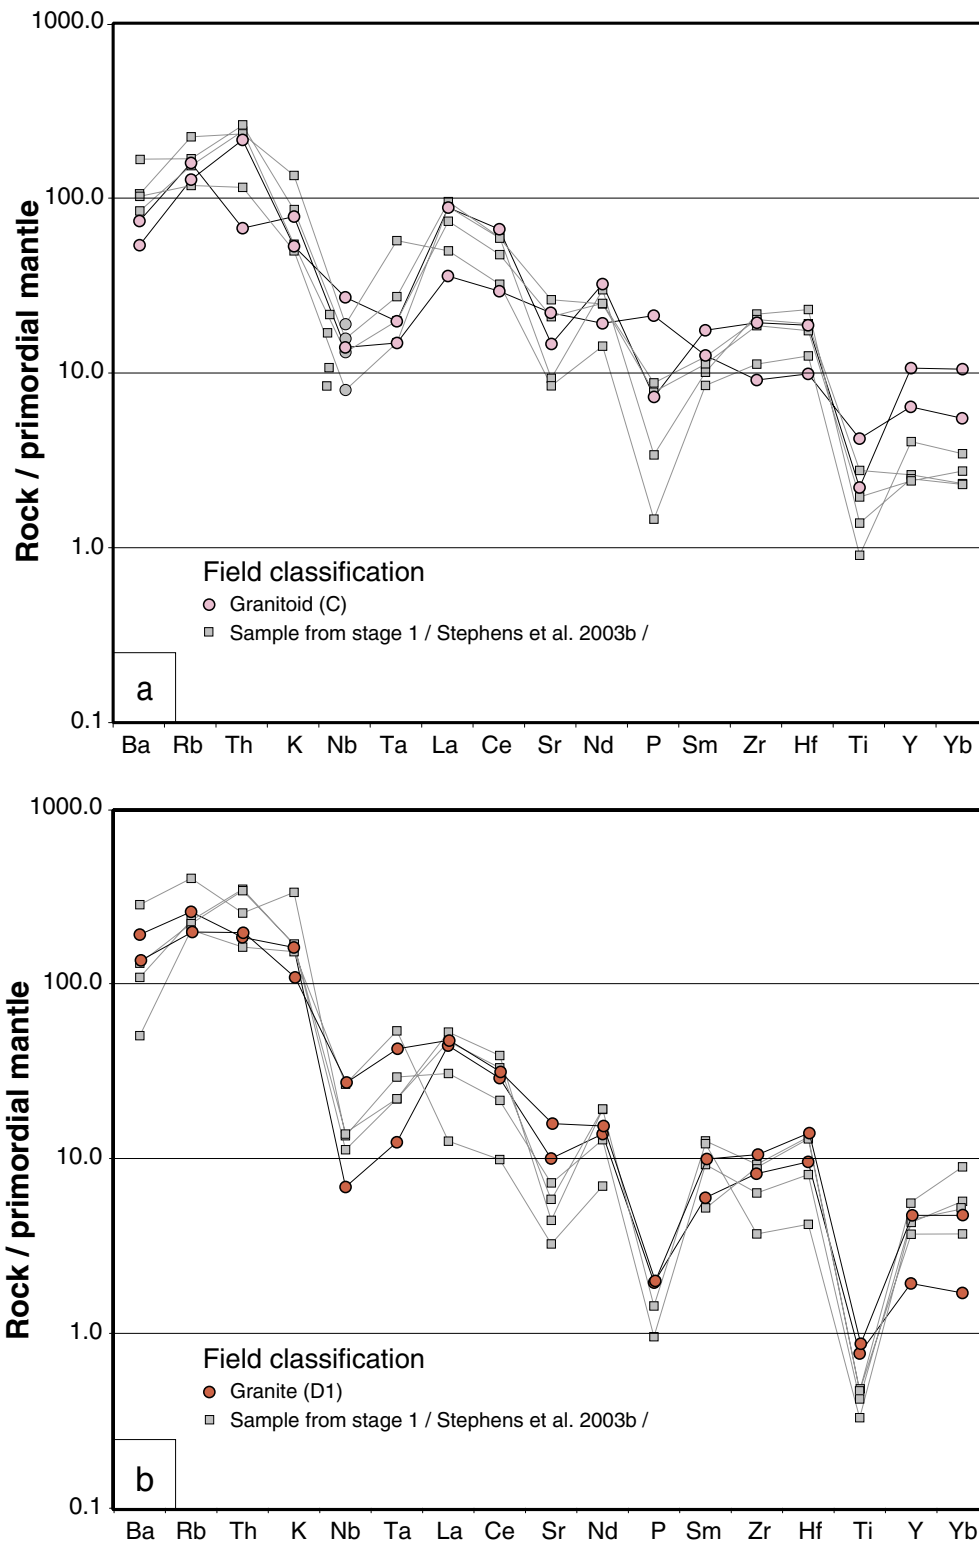 1000.0
100.0
10.0
1.0
0.1
Rock / primordial mantle
Field classification
Granitoid (C)
Sample from stage 1 / Stephens et al. 2003b /
a
Ba Rb Th K Nb Ta La Ce Sr Nd P Sm Zr Hf Ti Y Yb
1000.0
100.0
10.0
1.0
0.1
Rock / primordial mantle
Field classification
Granite (D1)
Sample from stage 1 / Stephens et al. 2003b /
b
Ba Rb Th K Nb Ta La Ce Sr Nd P Sm Zr Hf Ti Y Yb